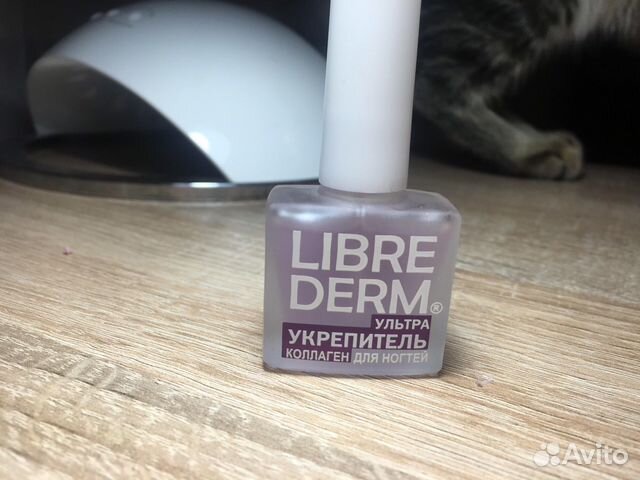 LIBRE
DERM®
УЛЬТРА
УКРЕПИТЕЛЬ
КОЛЛАГЕН ДЛЯ НОГТЕЙ
Avito